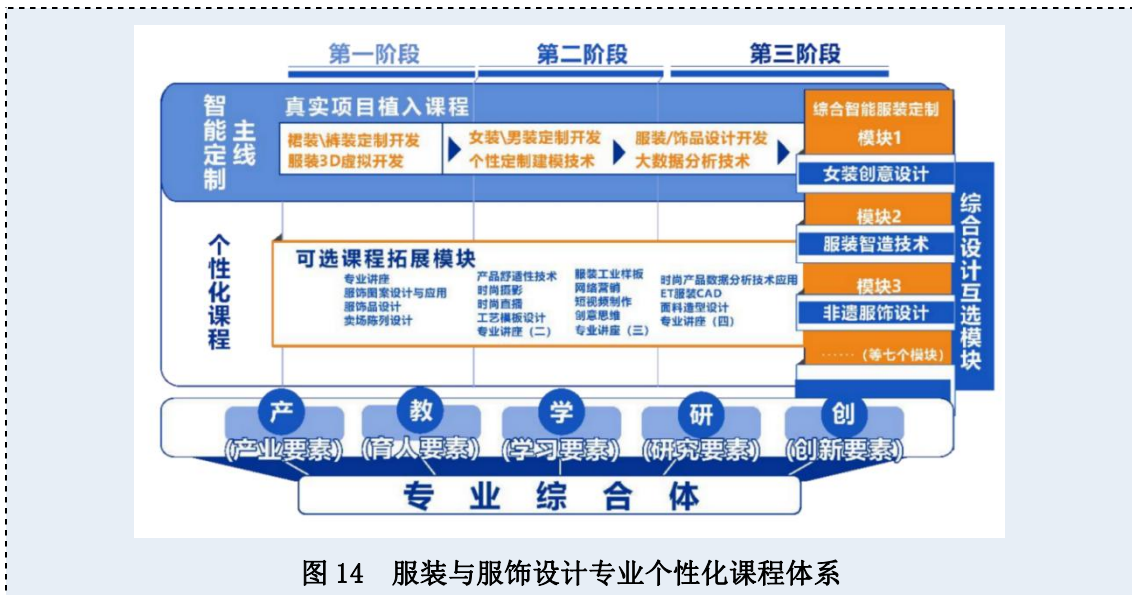 第一阶段
第二阶段
第三阶段
智能定制
主线
真实项目植入课程
裙装\裤装定制开发
服装3D虚拟开发
女装\男装定制开发
个性定制建模技术
服装/饰品设计开发
大数据分析技术
综合智能服装定制
模块1
女装创意设计
模块2
服装智造技术
模块3
非遗服饰设计
……（等七个模块）
综合设计互选模块
个性化课程
可选课程拓展模块
专业讲座
服饰图案设计与应用
服饰品设计
卖场陈列设计
产品舒适性技术
时尚摄影
时尚直播
工艺模板设计
专业讲座（二）
服装工业样板
网络营销
短视频制作
创意思维
专业讲座（三）
时尚产品数据分析技术应用
ET服装CAD
面料造型设计
专业讲座（四）
产
教
学
研
创
(产业要素)
(育人要素)
(学习要素)
(研究要素)
(创新要素)
专业综合体
图 14 服装与服饰设计专业个性化课程体系